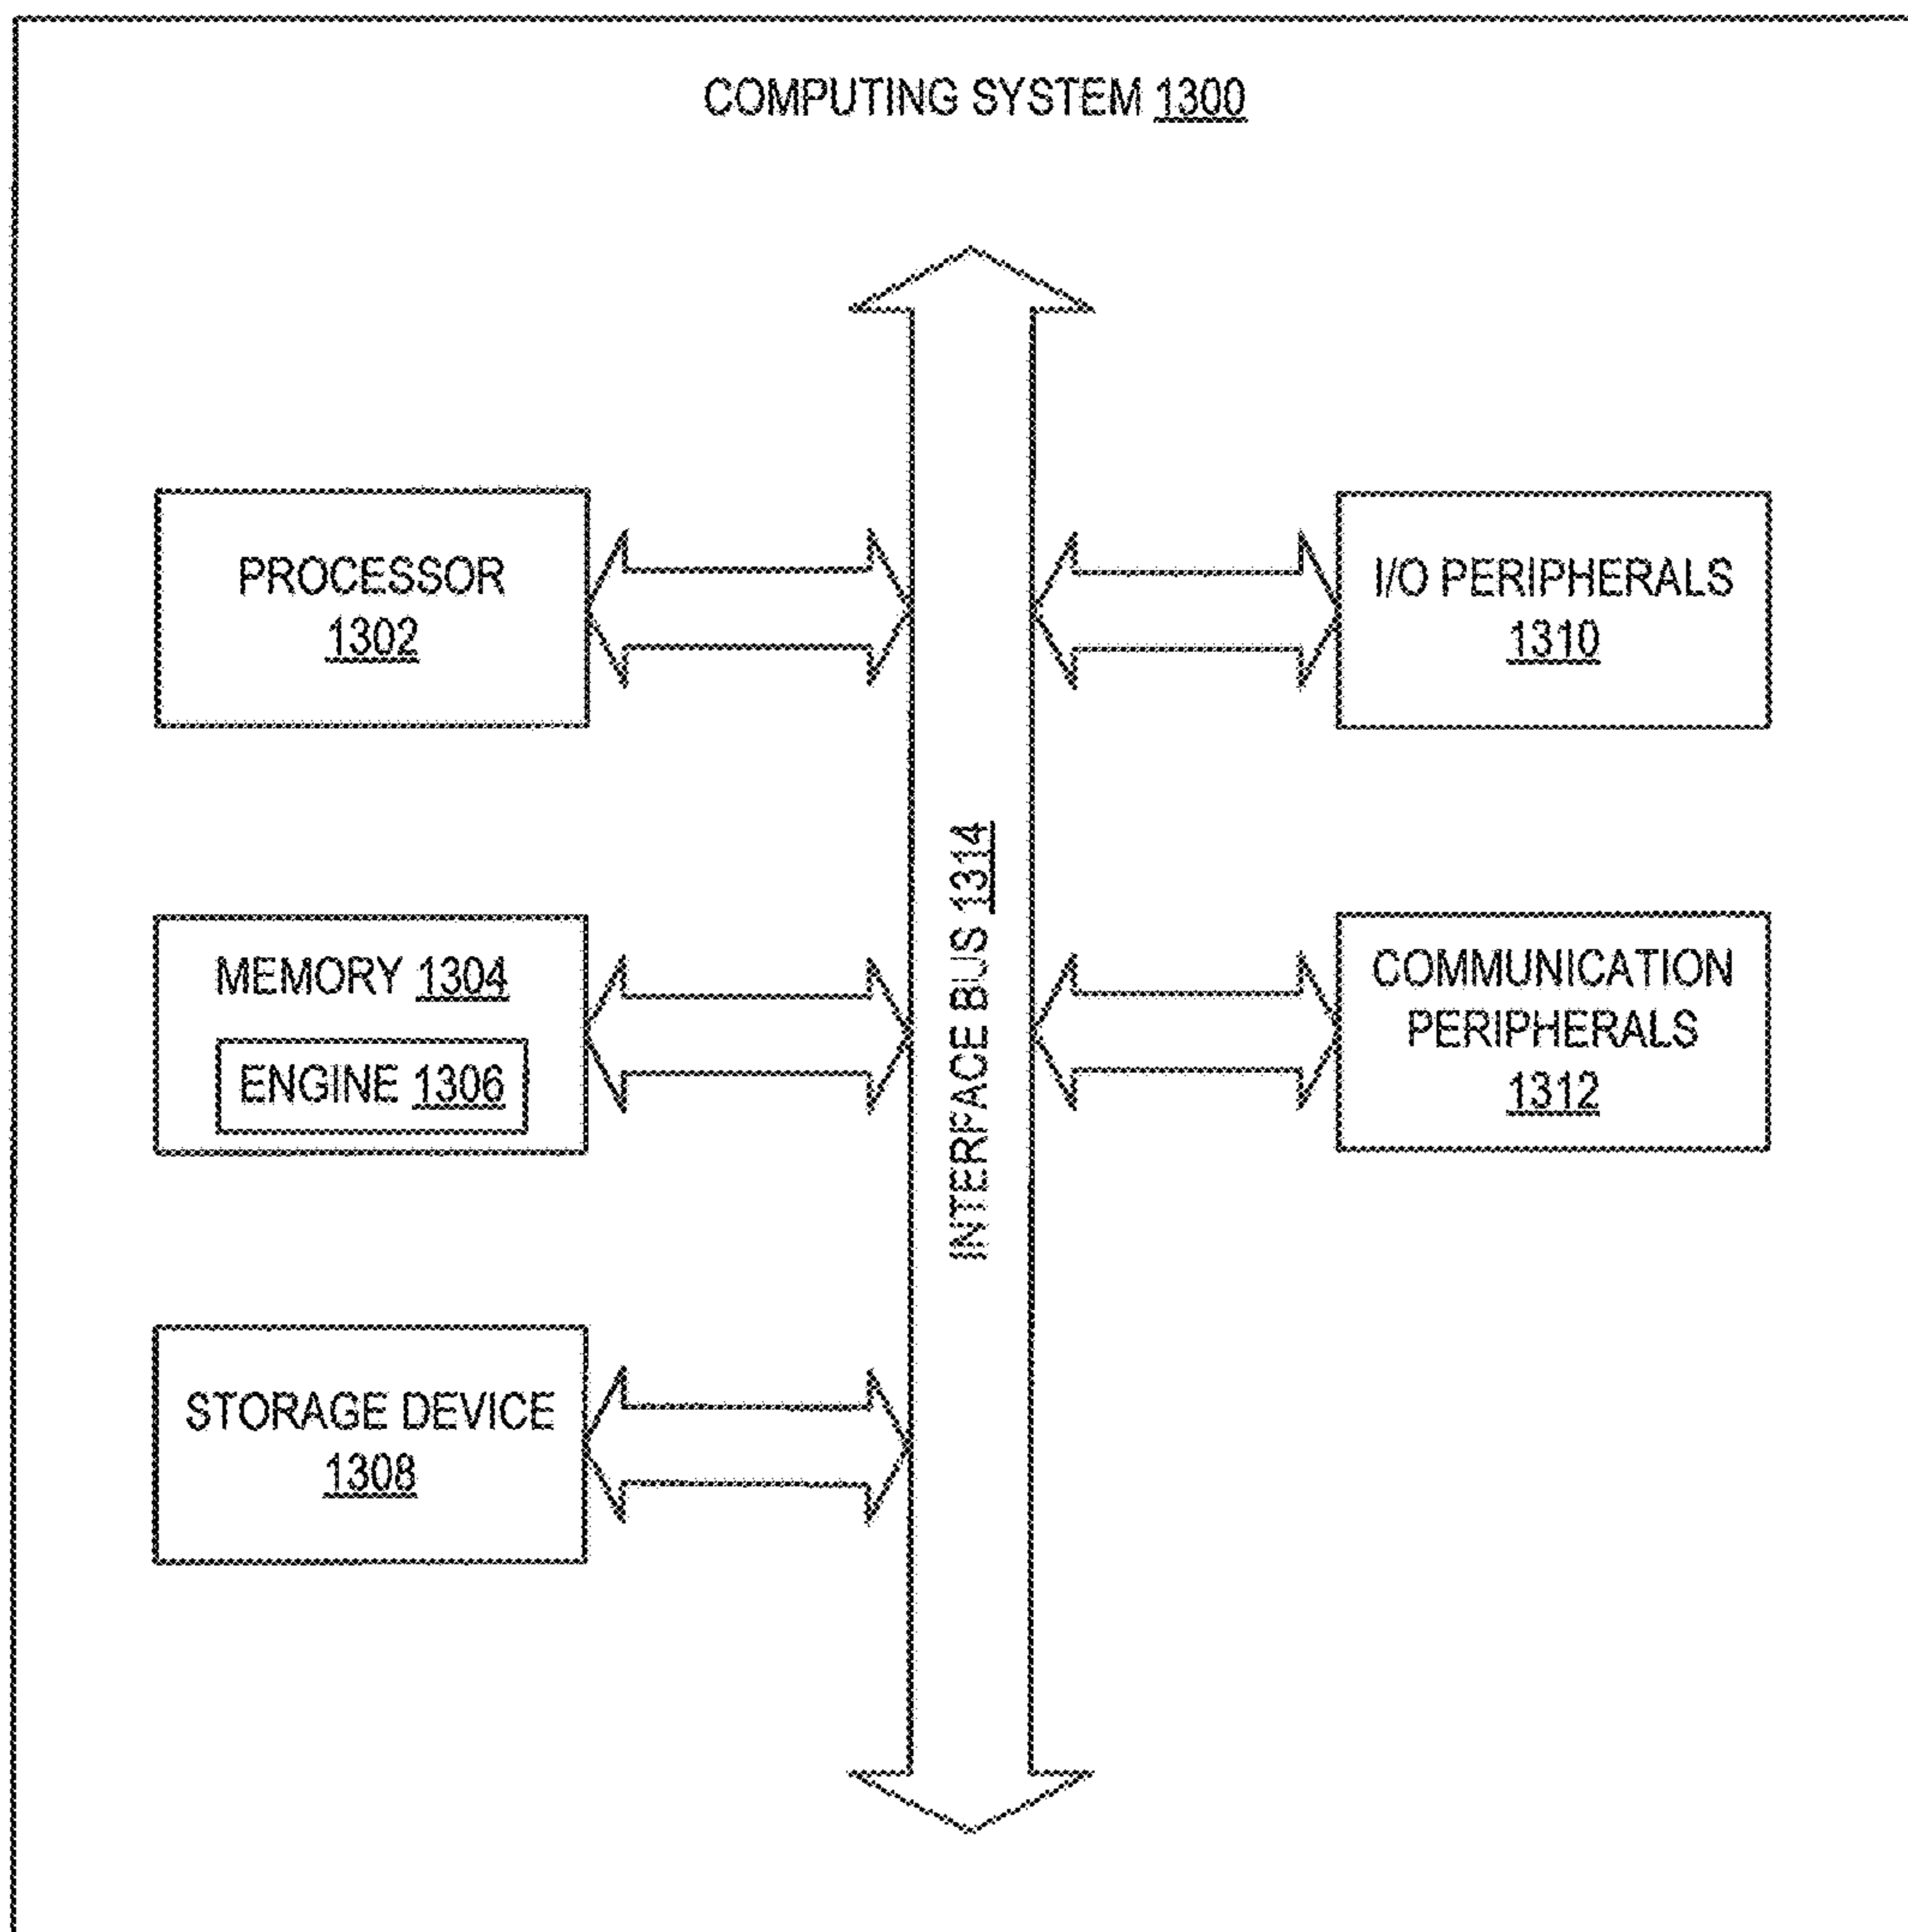 COMPUTING SYSTEM 1300
PROCESSOR
1302
I/O PERIPHERALS
1310
INTERFACE BUS 1314
MEMORY 1304
ENGINE 1306
COMMUNICATION
PERIPHERALS
1312
STORAGE DEVICE
1308